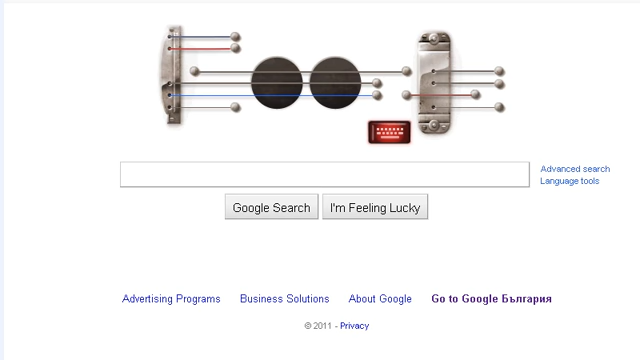 Advanced search
Language tools
Google Search I'm Feeling Lucky
Advertising Programs Business Solutions About Google Go to Google България
© 2011 - Privacy